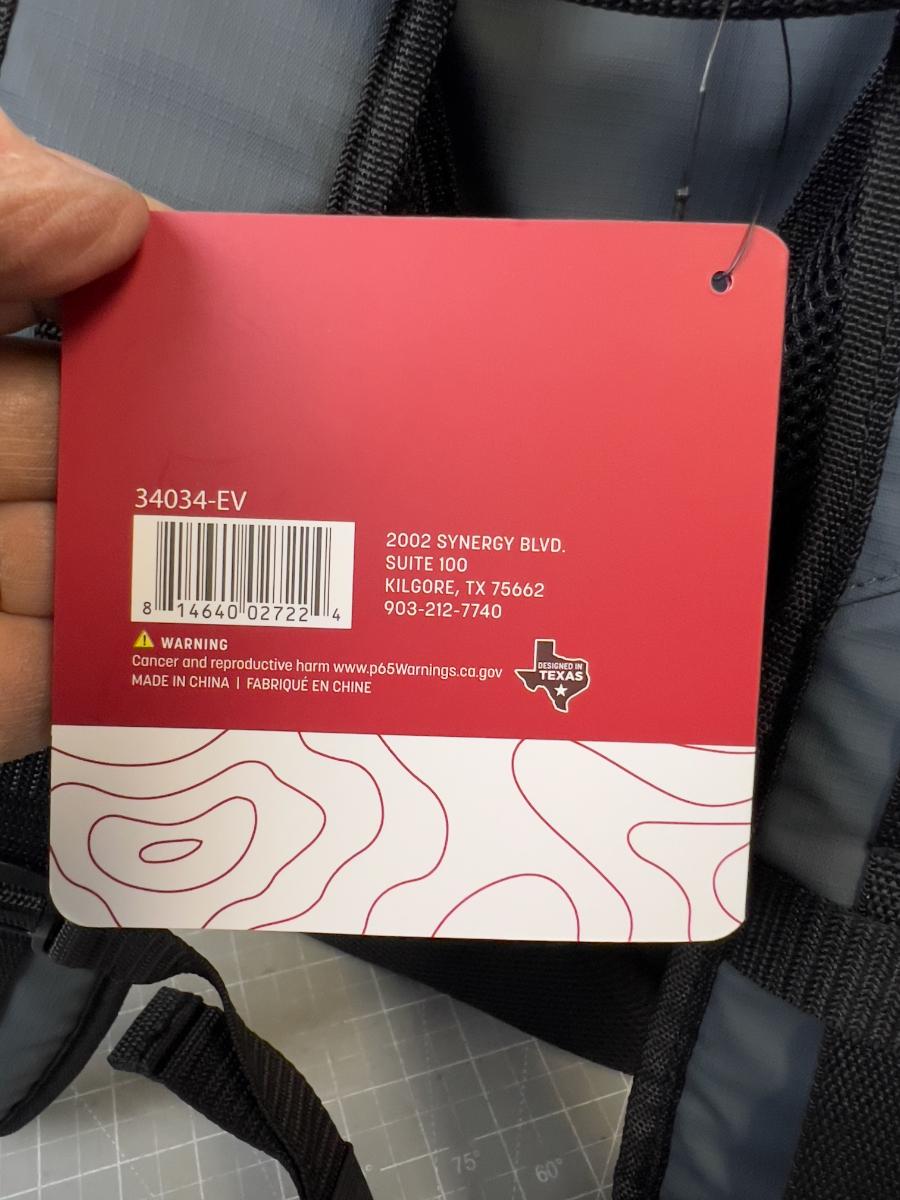 34034-EV
8 14640 02722 4
2002 SYNERGY BLVD.
SUITE 100
KILGORE, TX 75662
903-212-7740
⚠ WARNING
Cancer and reproductive harm www.p65Warnings.ca.gov
MADE IN CHINA | FABRIQUÉ EN CHINE
DESIGNED IN
TEXAS
75°
60°